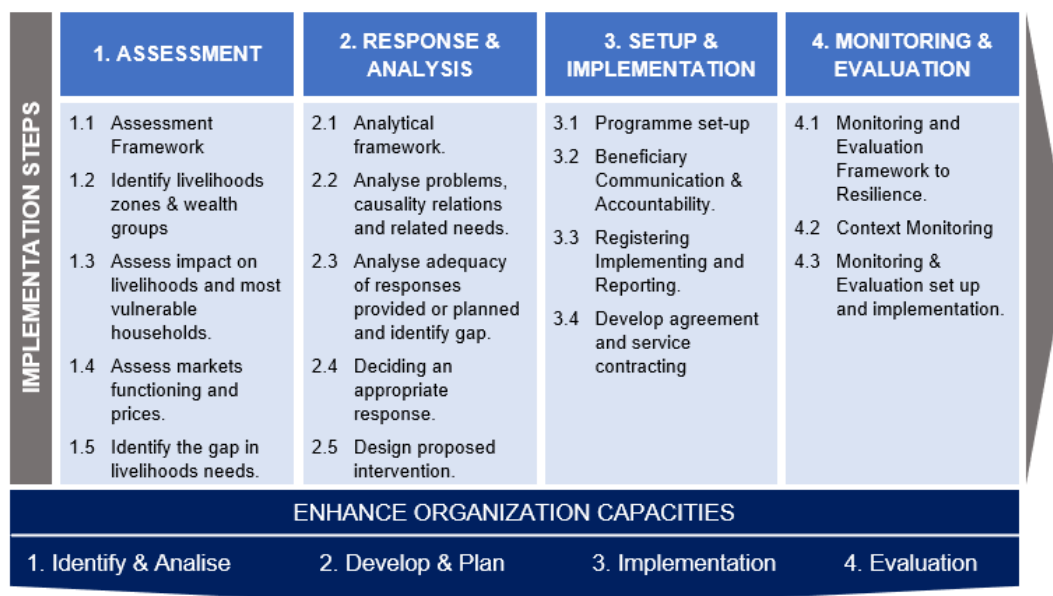 IMPLEMENTATION STEPS
1. ASSESSMENT
1.1 Assessment
Framework
1.2 Identify livelihoods
zones & wealth
groups
1.3 Assess impact on
livelihoods and most
vulnerable
households.
1.4 Assess markets
functioning and
prices.
1.5 Identify the gap in
livelihoods needs.
2. RESPONSE &
ANALYSIS
2.1 Analytical
framework.
2.2 Analyse problems,
causality relations
and related needs.
2.3 Analyse adequacy
of responses
provided or planned
and identify gap.
2.4 Deciding an
appropriate
response.
2.5 Design proposed
intervention.
3. SETUP &
IMPLEMENTATION
3.1 Programme set-up
3.2 Beneficiary
Communication &
Accountability.
3.3 Registering
Implementing and
Reporting.
3.4 Develop agreement
and service
contracting
4. MONITORING &
EVALUATION
4.1 Monitoring and
Evaluation
Framework to
Resilience.
4.2 Context Monitoring
4.3 Monitoring &
Evaluation set up
and implementation.
ENHANCE ORGANIZATION CAPACITIES
1. Identify & Analise
2. Develop & Plan
3. Implementation
4. Evaluation